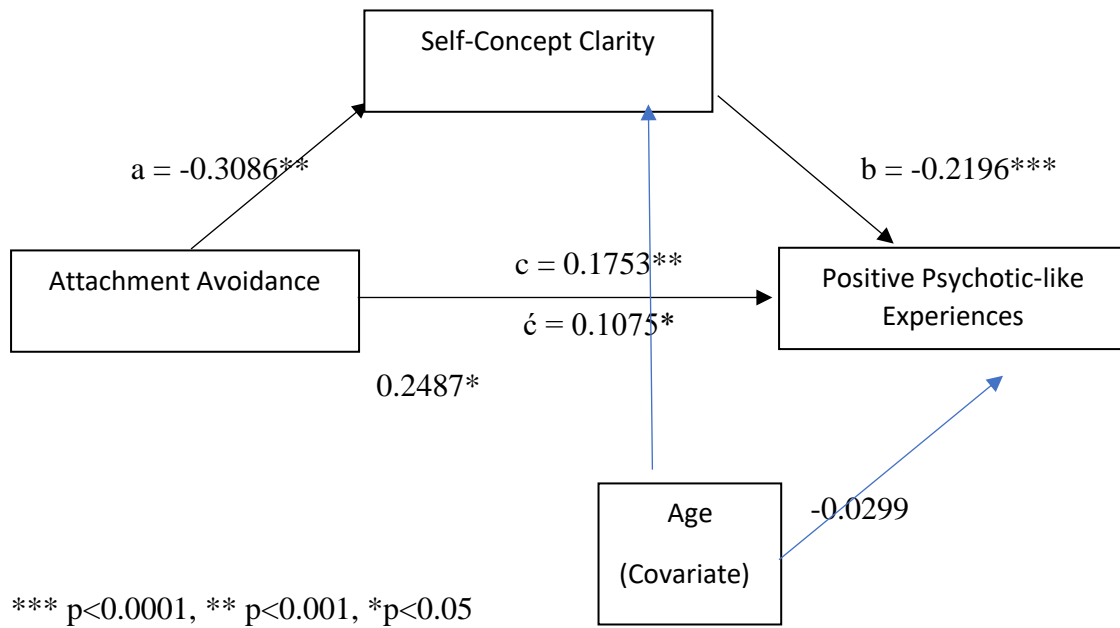 Self-Concept Clarity
a = -0.3086**
b = -0.2196***
Attachment Avoidance
c = 0.1753**
ć = 0.1075*
Positive Psychotic-like
Experiences
0.2487*
Age
(Covariate)
-0.0299
*** p<0.0001, ** p<0.001, *p<0.05